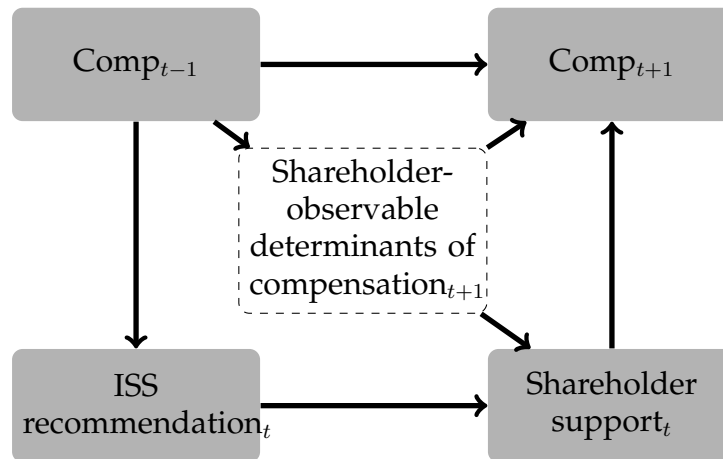 Comp_{t−1}
Comp_{t+1}
Shareholder-
observable
determinants of
compensation_{t+1}
ISS
recommendation_t
Shareholder
support_t